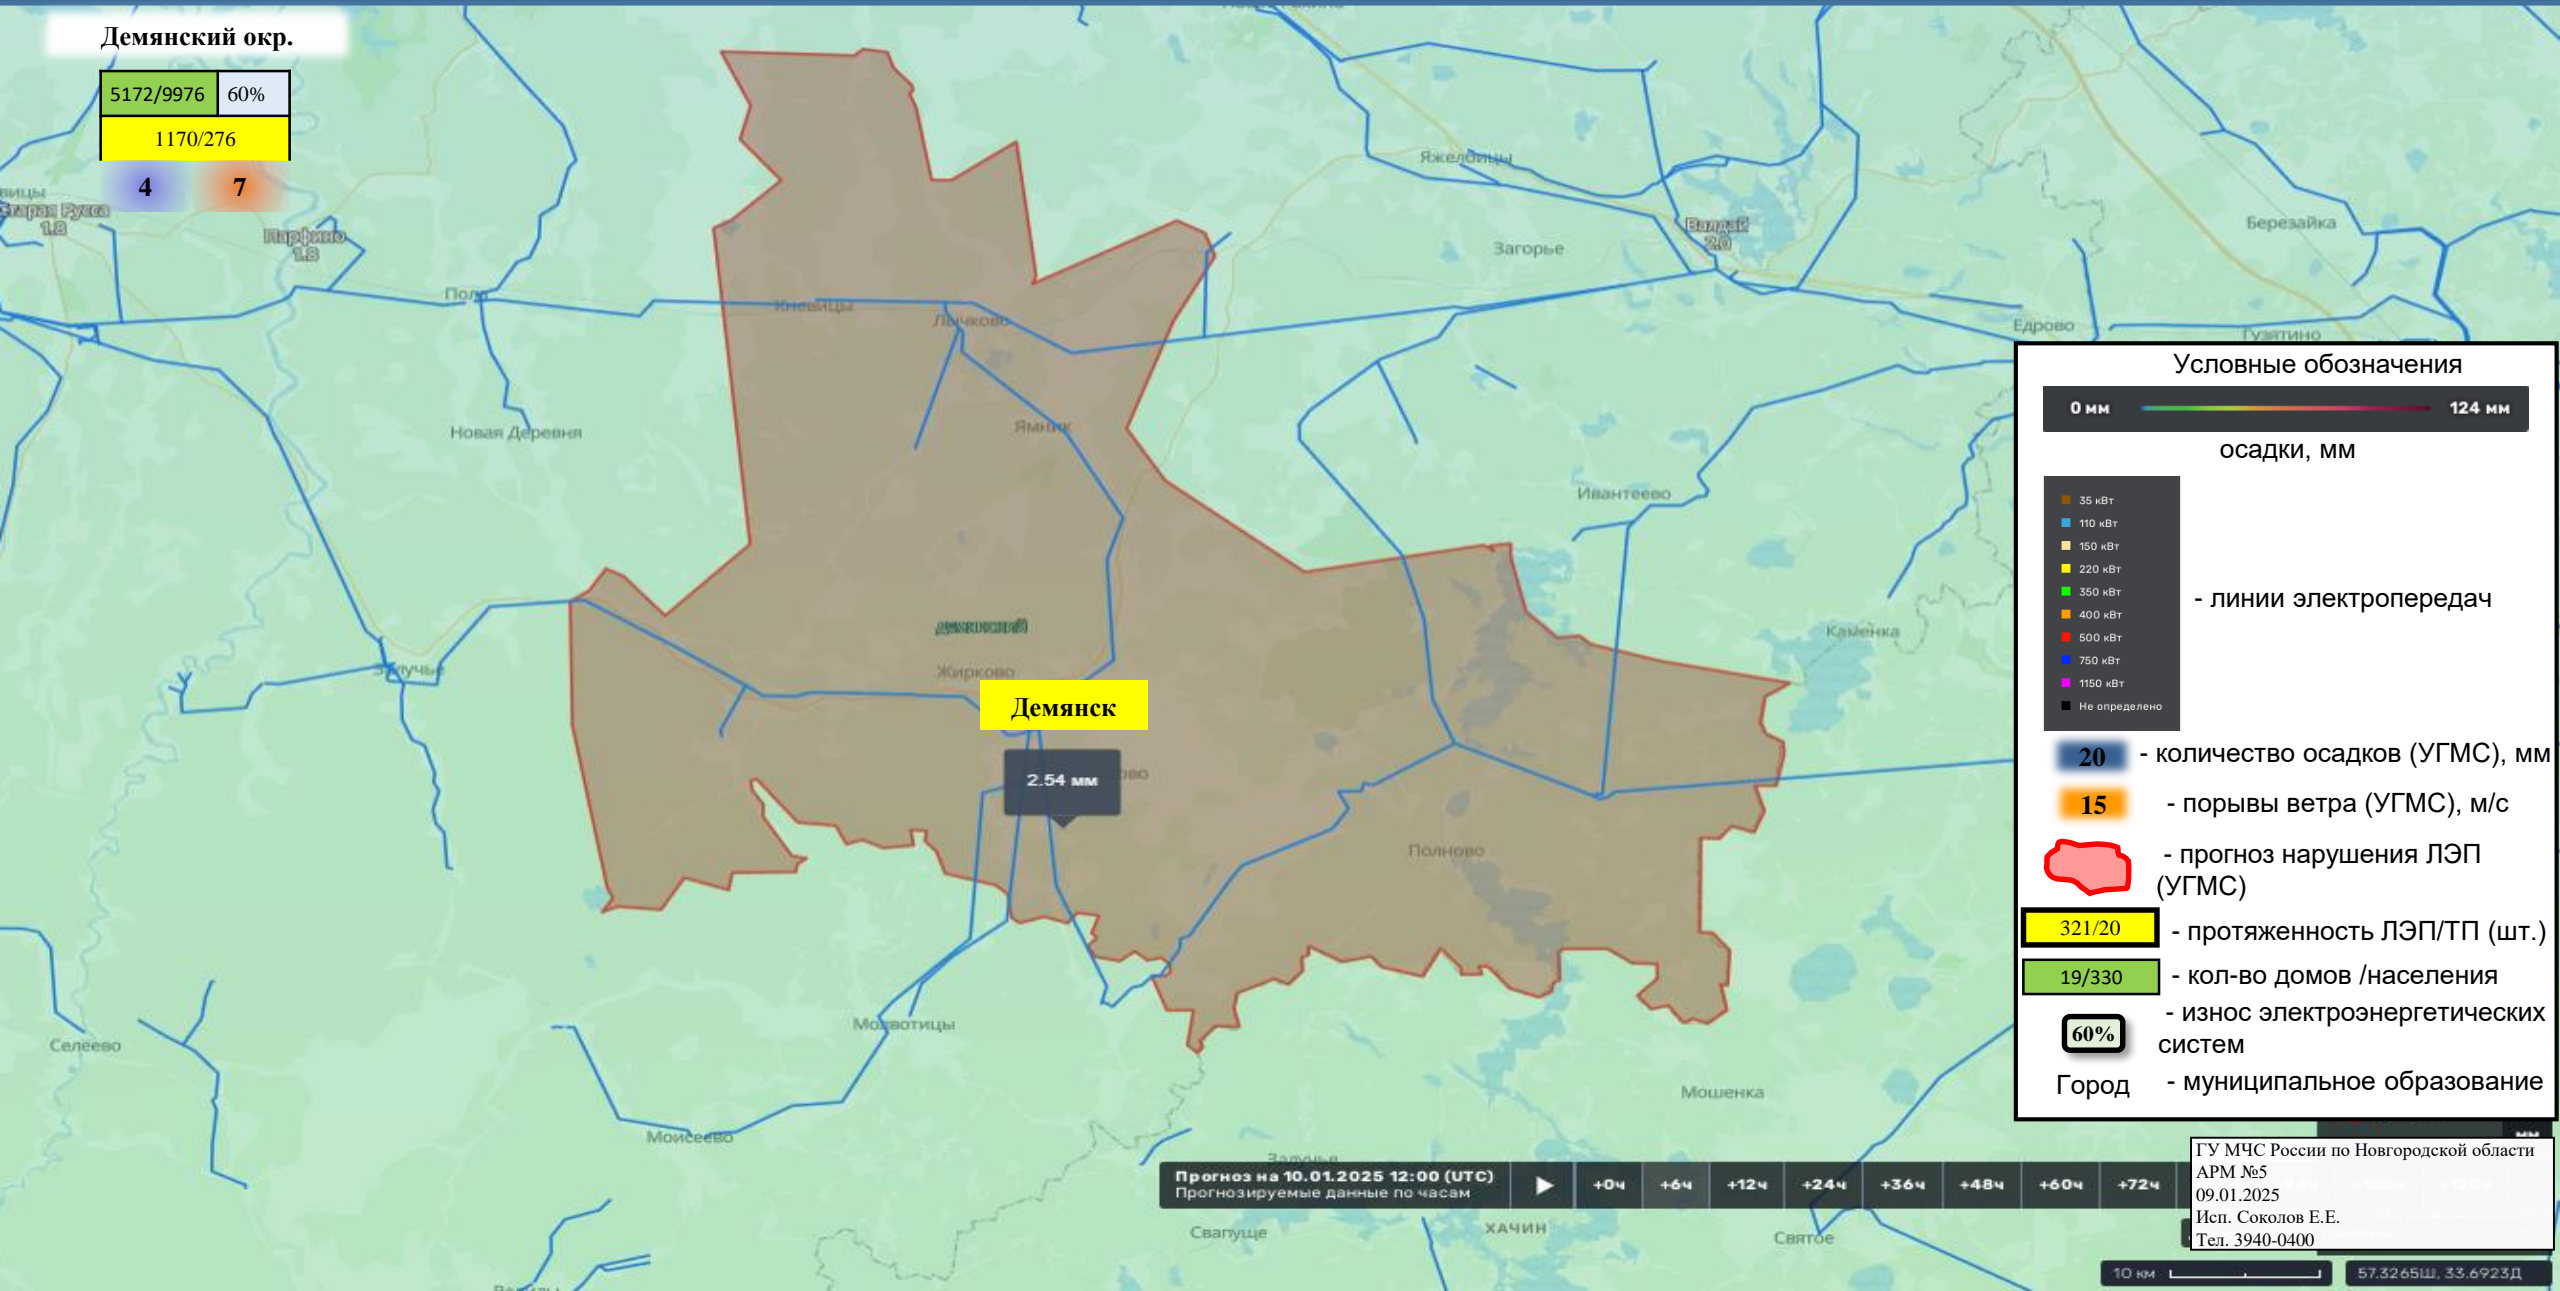 Демянский окр.
5172/9976 60%
1170/276
4 7
Старая Русса
1.8
Парфино
1.8
Пола
Новая Деревня
Кневицы
Лычково
Ямник
Яжелбицы
Загорье
Валдай
2.0
Березайка
Едрово
Гузятино
Ивантеево
Каменка
демянский
Жирково
Демянск
2.54 мм
Залучье
Полново
Молвотицы
Селеево
Моисеево
Мошенка
Залучье
Свапуще
ХАЧИН
Святое
Условные обозначения
0 мм 124 мм
осадки, мм
35 кВт
110 кВт
150 кВт
220 кВт
350 кВт
400 кВт
500 кВт
750 кВт
1150 кВт
Не определено
- линии электропередач
20 - количество осадков (УГМС), мм
15 - порывы ветра (УГМС), м/с
- прогноз нарушения ЛЭП
(УГМС)
321/20 - протяженность ЛЭП/ТП (шт.)
19/330 - кол-во домов /населения
60% - износ электроэнергетических
систем
Город - муниципальное образование
Прогноз на 10.01.2025 12:00 (UTC)
Прогнозируемые данные по часам
+0ч +6ч +12ч +24ч +36ч +48ч +60ч +72ч
ГУ МЧС России по Новгородской области
АРМ №5
09.01.2025
Исп. Соколов Е.Е.
Тел. 3940-0400
10 км
57.3265Ш, 33.6923Д